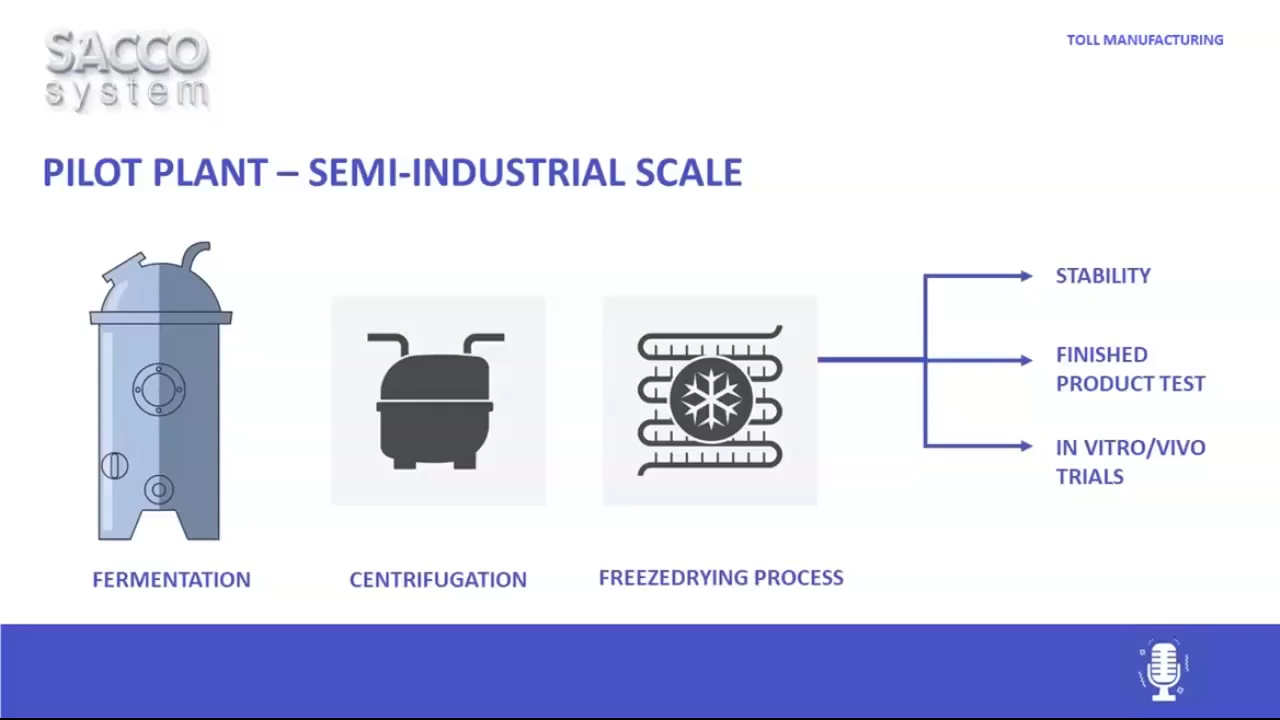 SACCO
system
TOLL MANUFACTURING
PILOT PLANT – SEMI-INDUSTRIAL SCALE
STABILITY
FINISHED
PRODUCT TEST
IN VITRO/VIVO
TRIALS
FERMENTATION
CENTRIFUGATION
FREEZEDRYING PROCESS